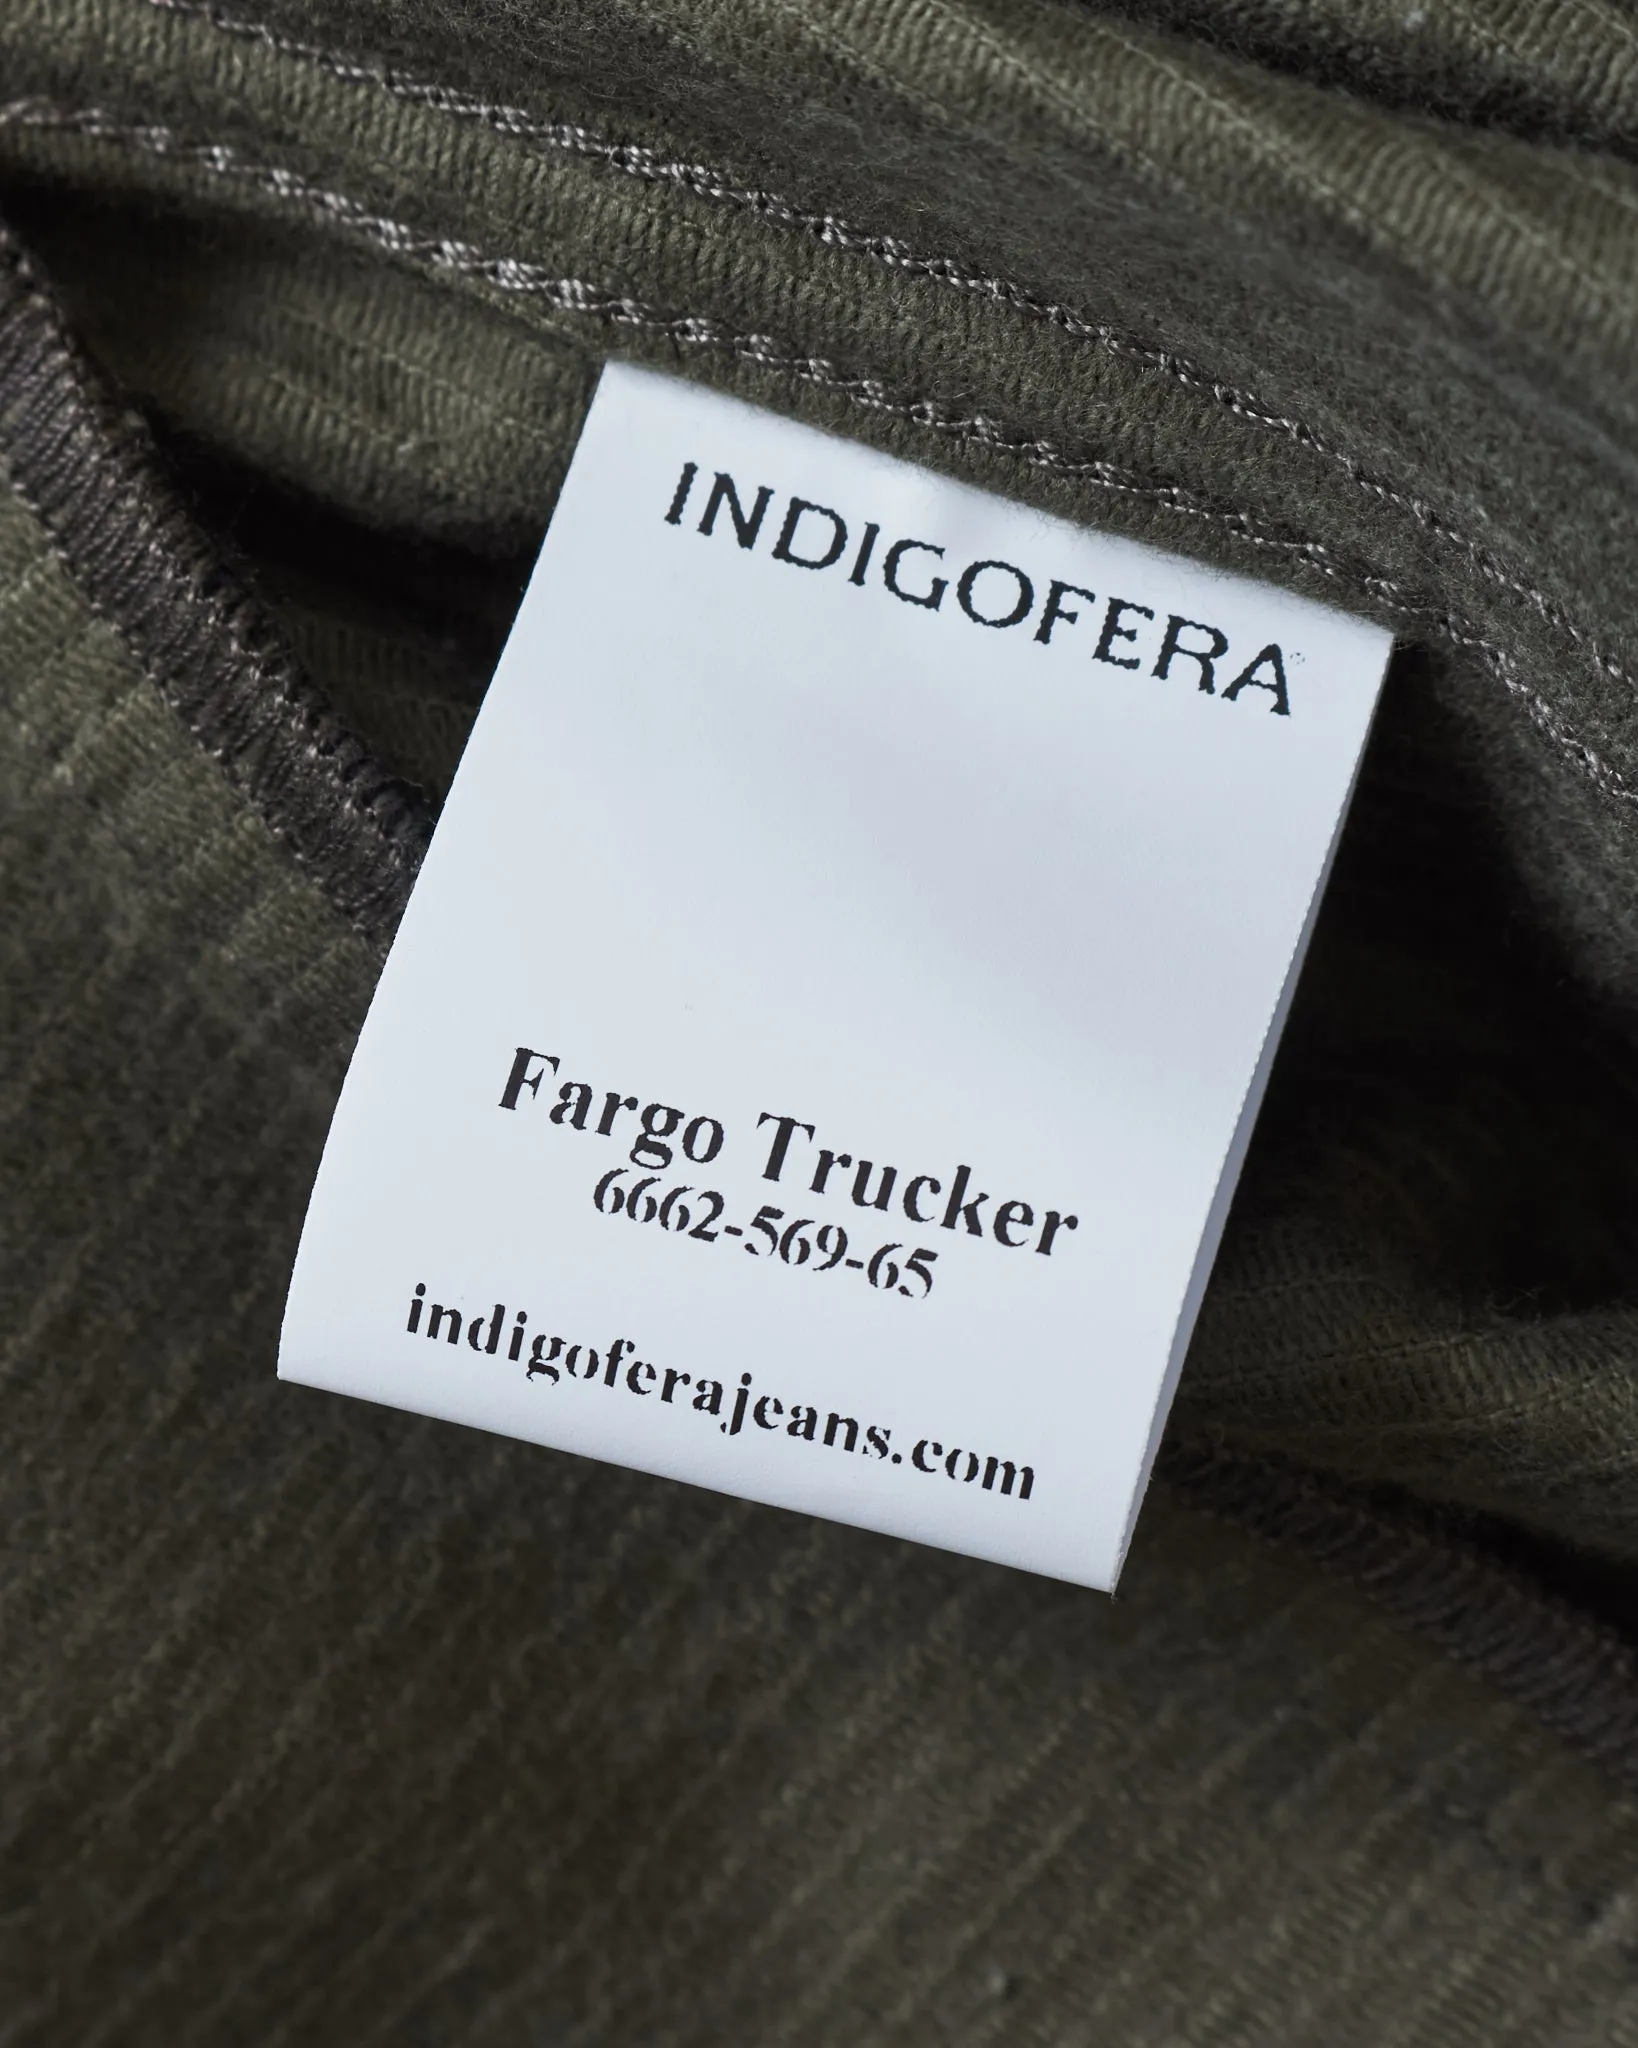 INDIGOFERA
Fargo Trucker
6662-569-65
indigoferajeans.com